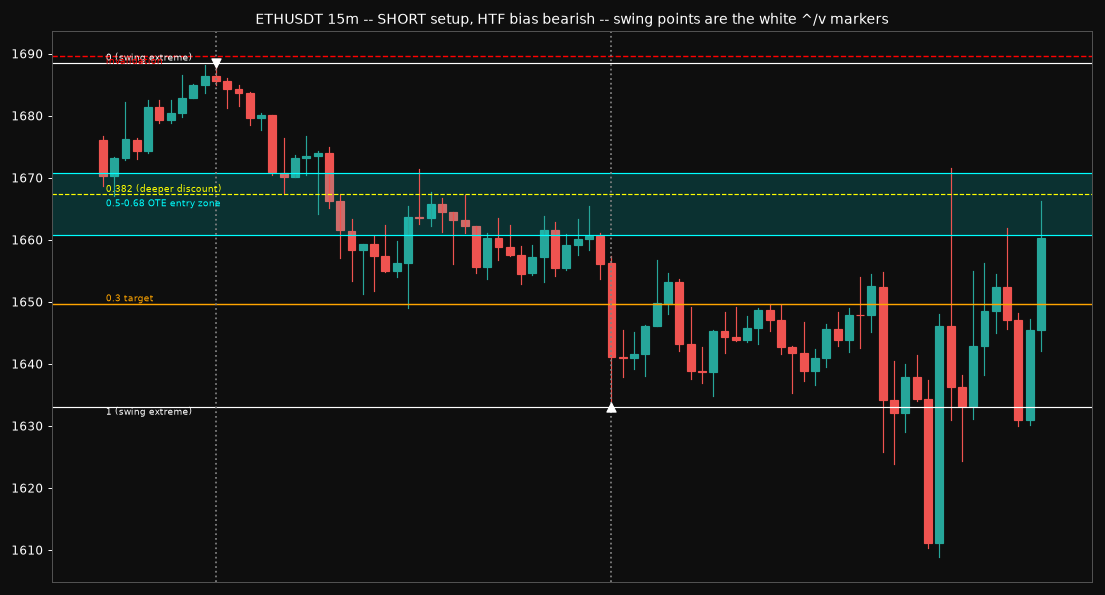 ETHUSDT 15m -- SHORT setup, HTF bias bearish -- swing points are the white ^/v markers
1690
0 (swing extreme)
1680
1670
0.382 (deeper discount)
0.5-0.68 OTE entry zone
1660
1650
0.3 target
1640
1 (swing extreme)
1630
1620
1610